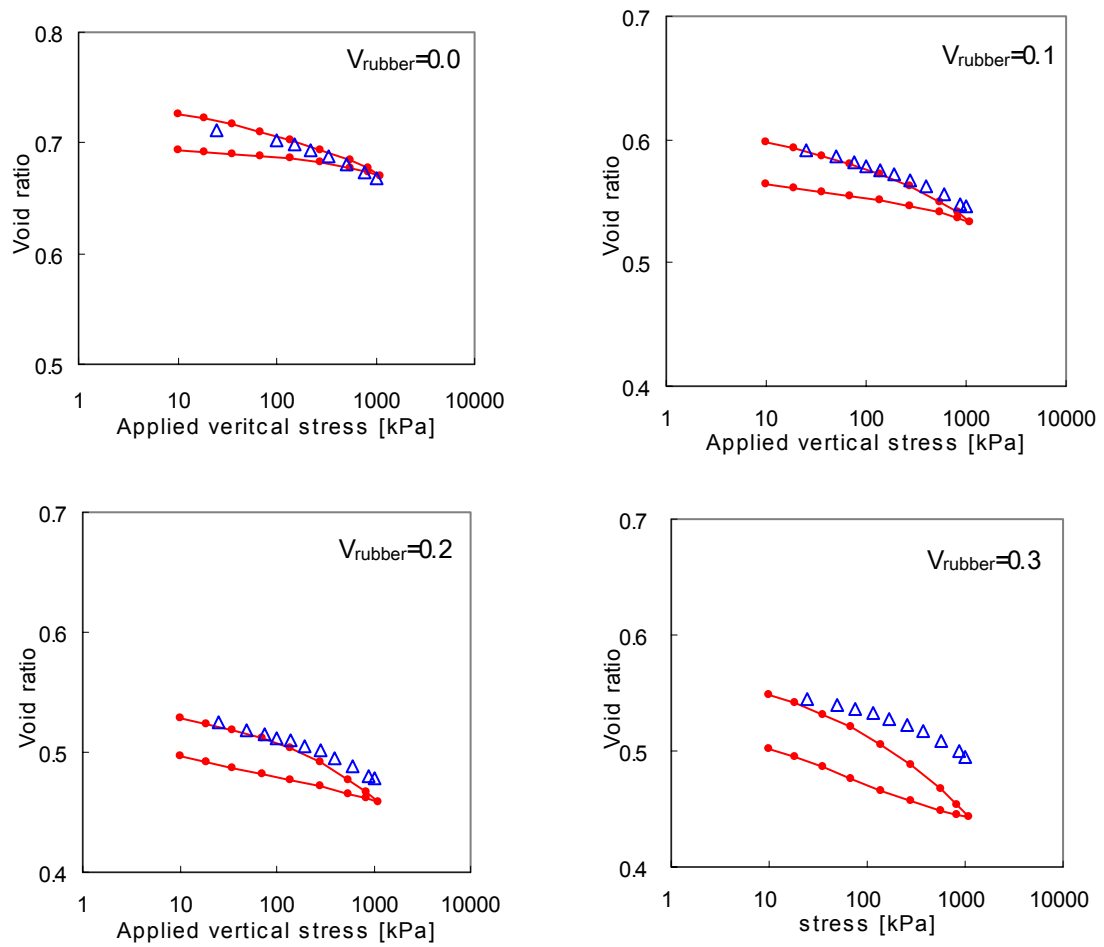 0.8
V_rubber=0.0
0.7
Void ratio
0.6
0.5
1 10 100 1000 10000
Applied veritcal stress [kPa]
0.7
V_rubber=0.1
0.6
Void ratio
0.5
0.4
1 10 100 1000 10000
Applied vertical stress [kPa]
0.7
V_rubber=0.2
0.6
Void ratio
0.5
0.4
1 10 100 1000 10000
Applied vertical stress [kPa]
0.7
V_rubber=0.3
0.6
Void ratio
0.5
0.4
1 10 100 1000 10000
stress [kPa]